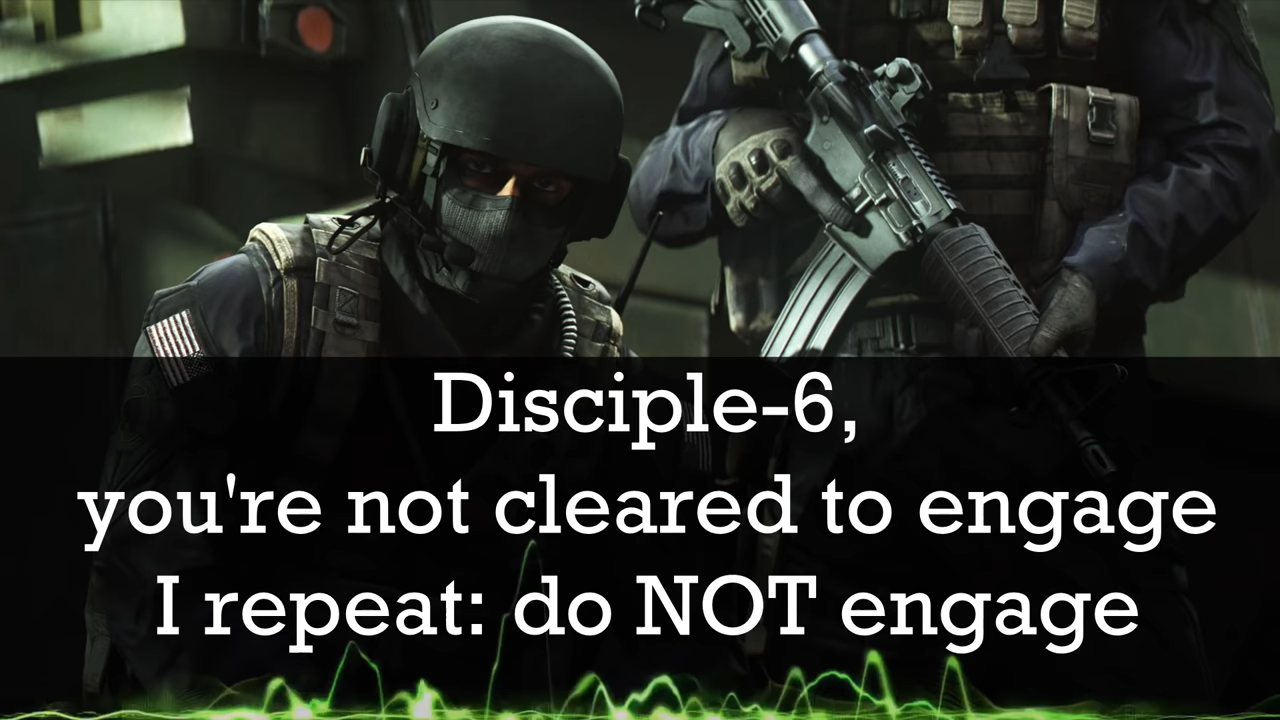 Disciple-6,
you're not cleared to engage
I repeat: do NOT engage